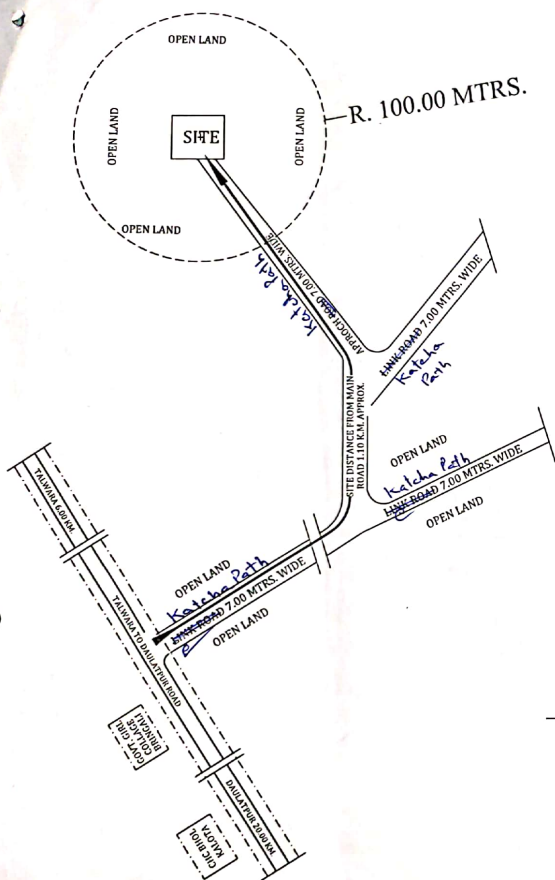 OPEN LAND
R. 100.00 MTRS.
OPEN LAND
SITE
OPEN LAND
OPEN LAND
APPROCH ROAD 7.00 MTRS. WIDE
Katcha Path
LINK ROAD 7.00 MTRS. WIDE
Katcha
Path
SITE DISTANCE FROM MAIN
ROAD 1.10 K.M. APPROX.
OPEN LAND
Katcha Path
LINK ROAD 7.00 MTRS. WIDE
OPEN LAND
OPEN LAND
Katcha Path
LINK ROAD 7.00 MTRS. WIDE
OPEN LAND
TALWARA 6.00 KM.
TALWARA TO DAULATPUR ROAD
DAULATPUR 20.00 KM
GOVT. GIRL
COLLAGE
BRINGALI
CHC BHOL
KALOTA